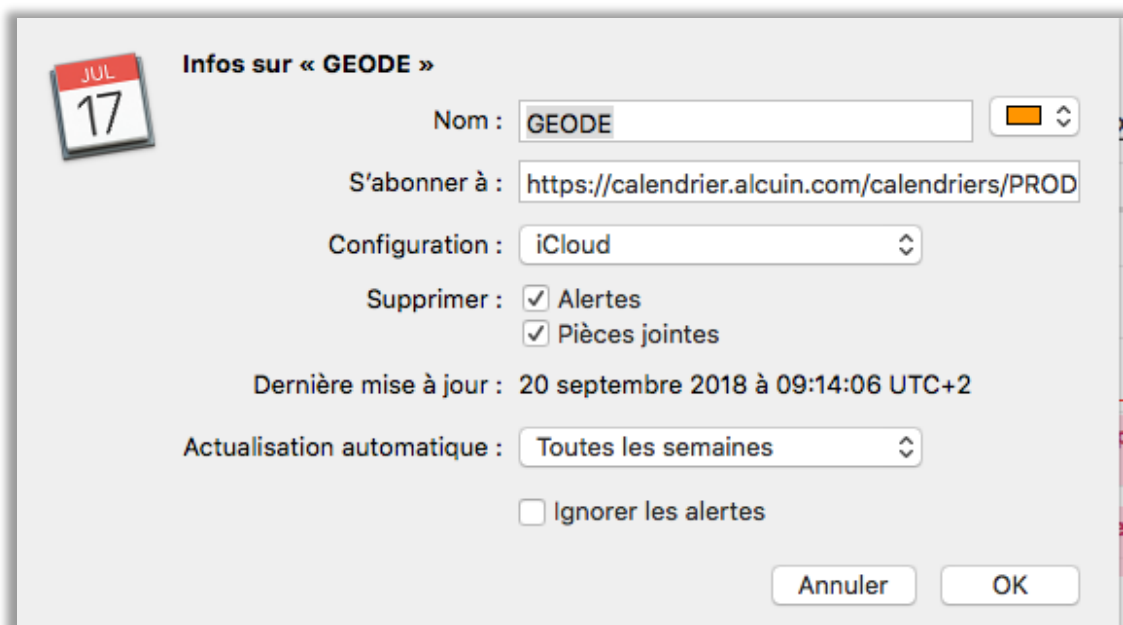 JUL
17
Infos sur « GEODE »
Nom : GEODE
S'abonner à : https://calendrier.alcuin.com/calendriers/PROD
Configuration : iCloud
Supprimer : Alertes
Pièces jointes
Dernière mise à jour : 20 septembre 2018 à 09:14:06 UTC+2
Actualisation automatique : Toutes les semaines
Ignorer les alertes
Annuler OK